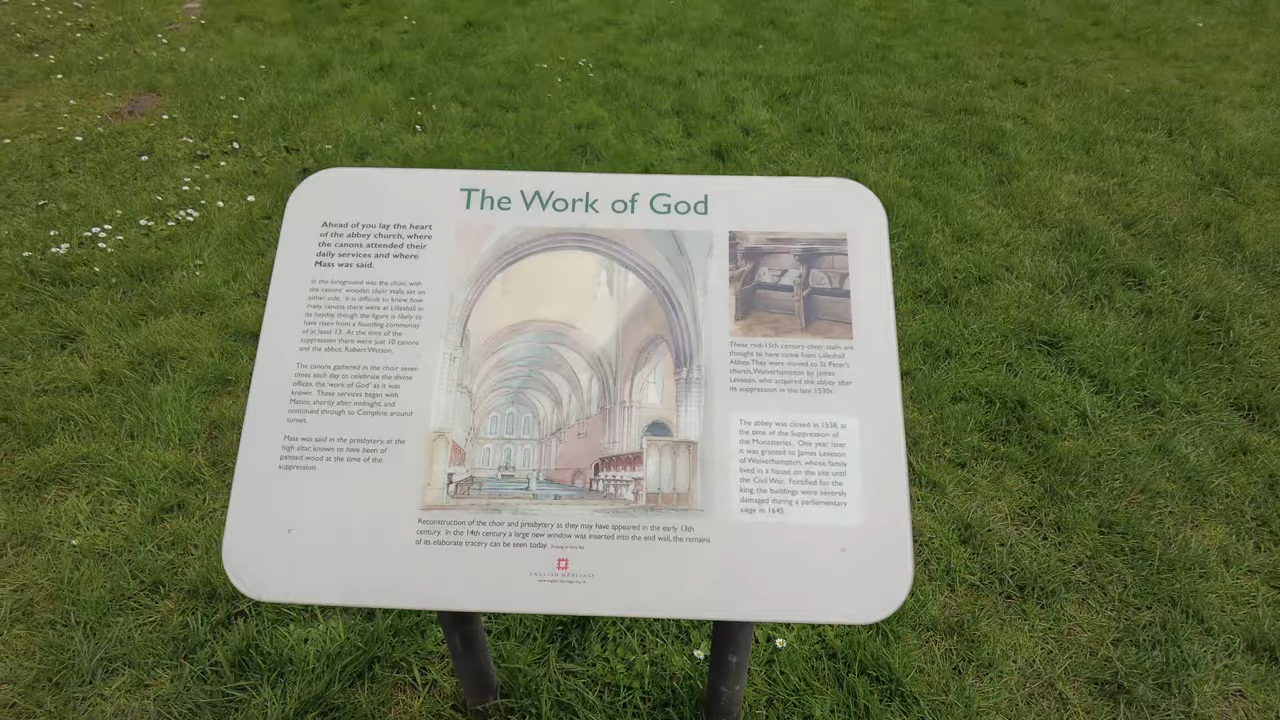 The Work of God
Ahead of you lay the heart
of the abbey church, where
the canons attended their
daily services and where
Mass was said.
In the foreground was the choir, with
the canons' wooden choir stalls set on
either side. It is difficult to know how
many canons there were at Lilleshall in
its heyday, though the figure is likely to
have risen from a founding community
of at least 13. At the time of the
suppression there were just 10 canons
and the abbot, Robert Watson.
The canons gathered in the choir seven
times each day to celebrate the divine
offices, the 'work of God' as it was
known. These services began with
Matins, shortly after midnight, and
continued through to Compline around
sunset.
Mass was said in the presbytery, at the
high altar, known to have been of
painted wood at the time of the
suppression.
Reconstruction of the choir and presbytery as they may have appeared in the early 13th
century. In the 14th century a large new window was inserted into the end wall, the remains
of its elaborate tracery can be seen today.
ENGLISH HERITAGE
These mid-15th century choir stalls are
thought to have come from Lilleshall
Abbey. They were moved to St Peter's
church, Wolverhampton by James
Leveson, who acquired the abbey after
its suppression in the late 1530s.
The abbey was closed in 1538, at
the time of the Suppression of
the Monasteries. One year later
it was granted to James Leveson
of Wolverhampton, whose family
lived in a house on the site until
the Civil War. Fortified for the
king, the buildings were severely
damaged during a parliamentary
siege in 1645.